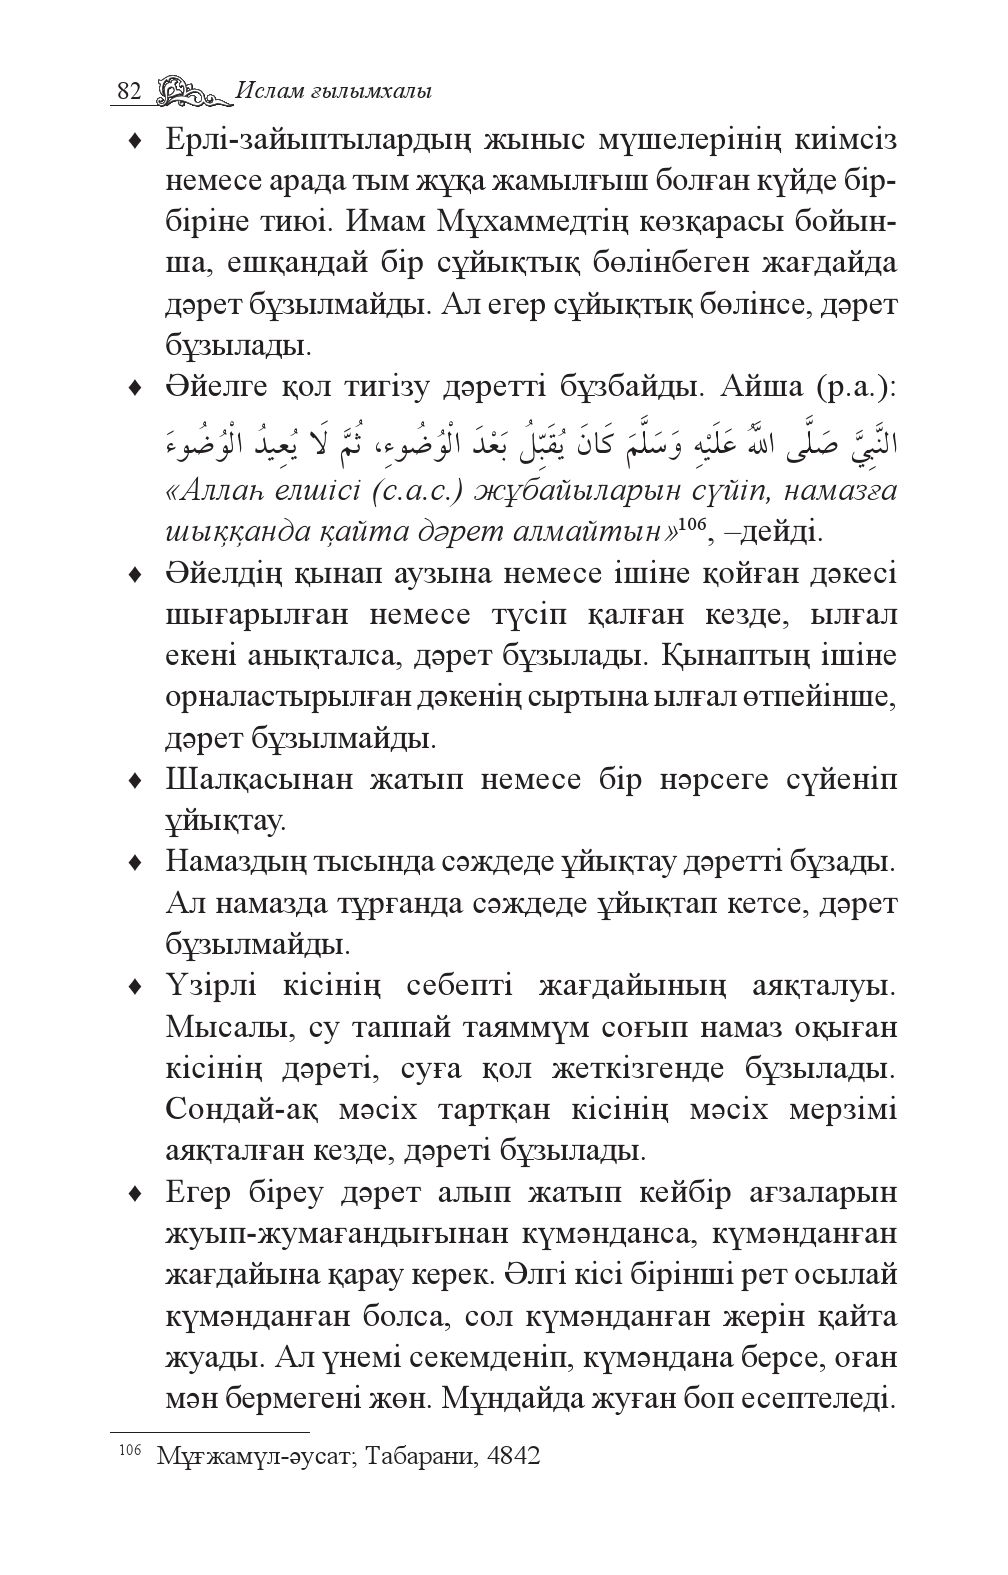 82 Ислам ғылымхалы
♦ Ерлі-зайыптылардың жыныс мүшелерінің киімсіз
немесе арада тым жұқа жамылғыш болған күйде бір-
біріне тиюі. Имам Мұхаммедтің көзқарасы бойын-
ша, ешқандай бір сұйықтық бөлінбеген жағдайда
дәрет бұзылмайды. Ал егер сұйықтық бөлінсе, дәрет
бұзылады.
♦ Әйелге қол тигізу дәретті бұзбайды. Айша (р.а.):
النَّبِيَّ صَلَّى اللَّهُ عَلَيْهِ وَسَلَّمَ كَانَ يُقَبِّلُ بَعْدَ الْوُضُوءِ، ثُمَّ لَا يُعِيدُ الْوُضُوءَ
«Аллаһ елшісі (с.а.с.) жұбайыларын сүйіп, намазға
шыққанда қайта дәрет алмайтын»106, –дейді.
♦ Әйелдің қынап аузына немесе ішіне қойған дәкесі
шығарылған немесе түсіп қалған кезде, ылғал
екені анықталса, дәрет бұзылады. Қынаптың ішіне
орналастырылған дәкенің сыртына ылғал өтпейінше,
дәрет бұзылмайды.
♦ Шалқасынан жатып немесе бір нәрсеге сүйеніп
ұйықтау.
♦ Намаздың тысында сәждеде ұйықтау дәретті бұзады.
Ал намазда тұрғанда сәждеде ұйықтап кетсе, дәрет
бұзылмайды.
♦ Үзірлі кісінің себепті жағдайының аяқталуы.
Мысалы, су таппай таяммүм соғып намаз оқыған
кісінің дәреті, суға қол жеткізгенде бұзылады.
Сондай-ақ мәсіх тартқан кісінің мәсіх мерзімі
аяқталған кезде, дәреті бұзылады.
♦ Егер біреу дәрет алып жатып кейбір ағзаларын
жуып-жумағандығынан күмәнданса, күмәнданған
жағдайына қарау керек. Әлгі кісі бірінші рет осылай
күмәнданған болса, сол күмәнданған жерін қайта
жуады. Ал үнемі секемденіп, күмәндана берсе, оған
мән бермегені жөн. Мұндайда жуған боп есептеледі.
106 Мұғжамүл-әусат; Табарани, 4842